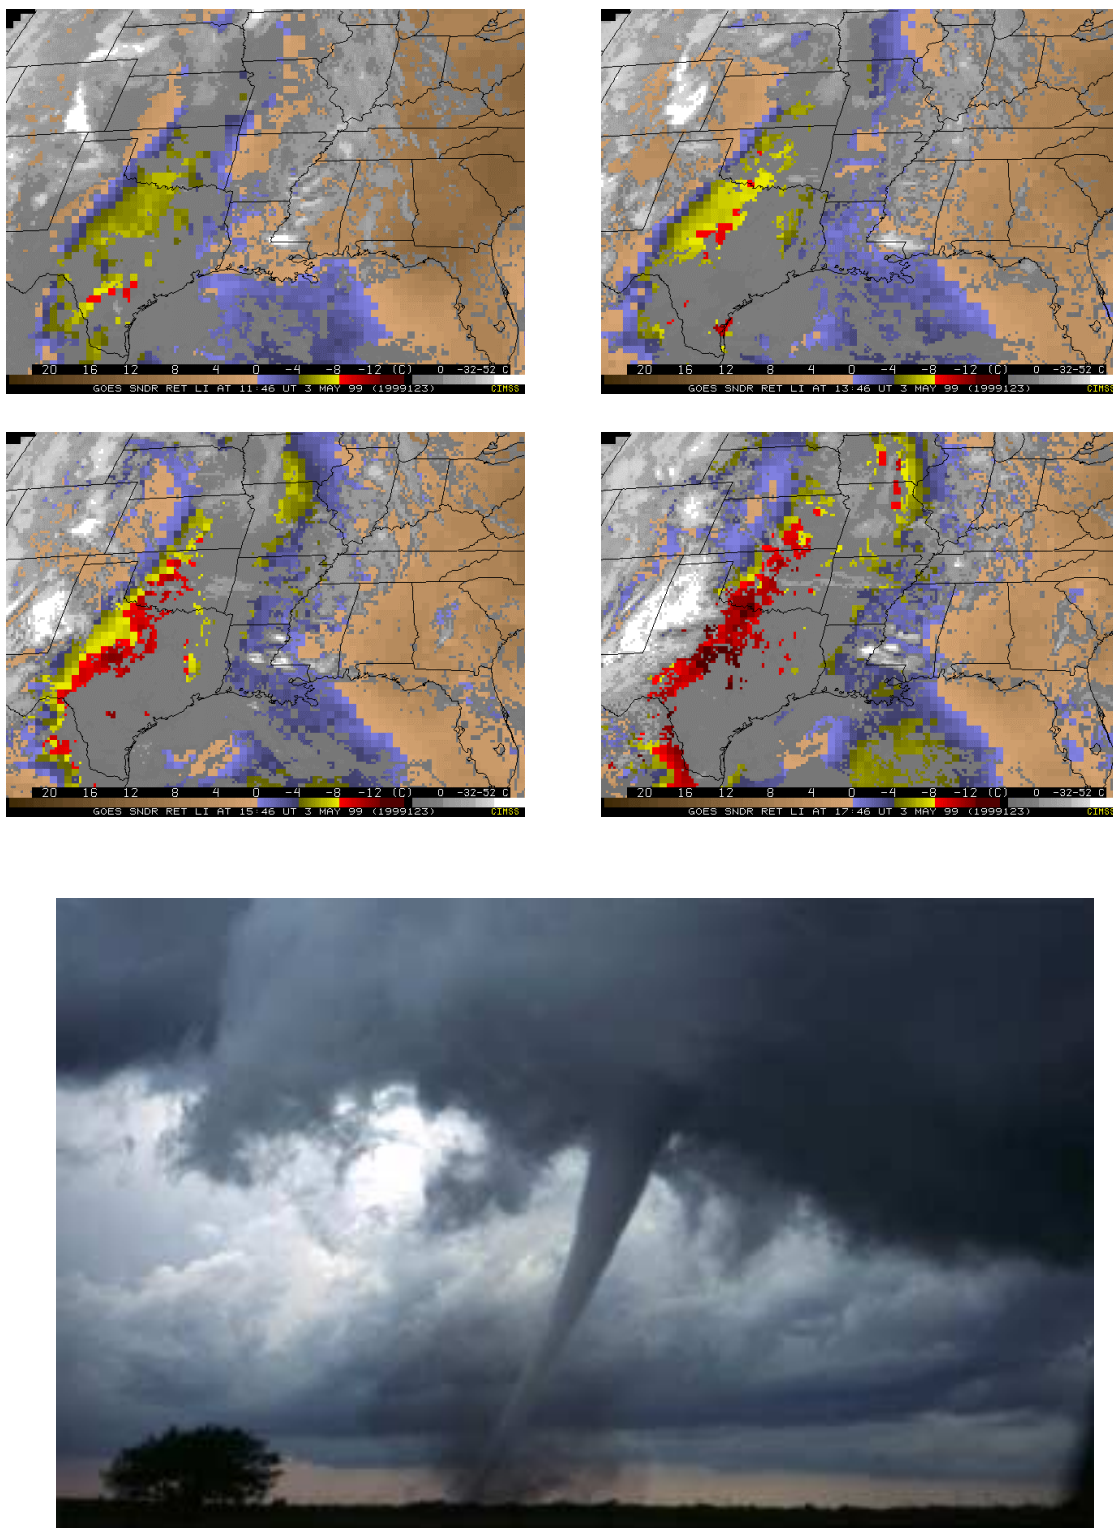 20 16 12 8 4 0 -4 -8 -12 (C) 0 -32-52 C
GOES SNDR RET LI AT 11:46 UT 3 MAY 99 (1999123) CIMSS
20 16 12 8 4 0 -4 -8 -12 (C) 0 -32-52 C
GOES SNDR RET LI AT 13:46 UT 3 MAY 99 (1999123) CIMSS
20 16 12 8 4 0 -4 -8 -12 (C) 0 -32-52 C
GOES SNDR RET LI AT 15:46 UT 3 MAY 99 (1999123) CIMSS
20 16 12 8 4 0 -4 -8 -12 (C) 0 -32-52 C
GOES SNDR RET LI AT 17:46 UT 3 MAY 99 (1999123) CIMSS